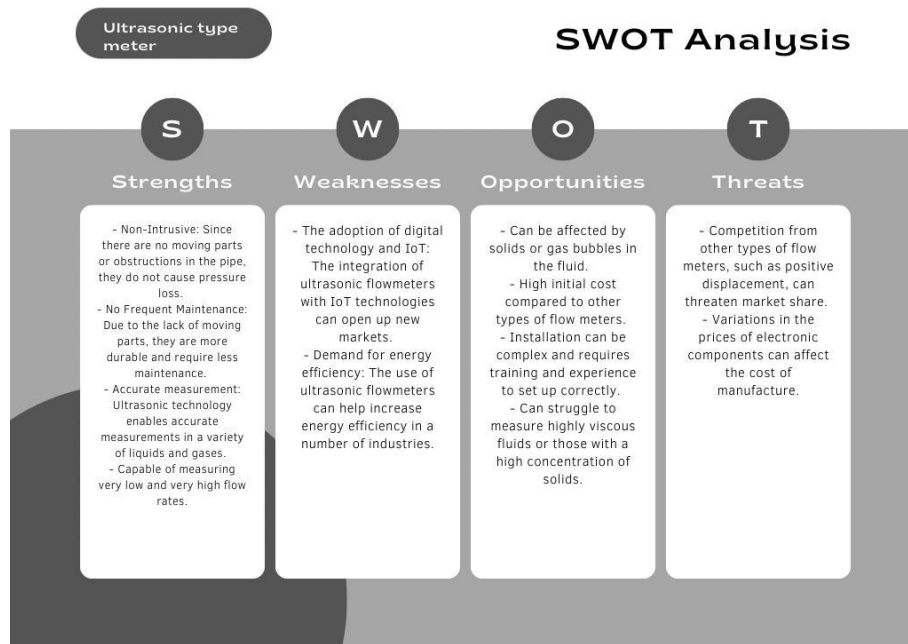 Ultrasonic type
meter
SWOT Analysis
S
Strengths
- Non-Intrusive: Since
there are no moving parts
or obstructions in the pipe,
they do not cause pressure
loss.
- No Frequent Maintenance:
Due to the lack of moving
parts, they are more
durable and require less
maintenance.
- Accurate measurement:
Ultrasonic technology
enables accurate
measurements in a variety
of liquids and gases.
- Capable of measuring
very low and very high flow
rates.
W
Weaknesses
- The adoption of digital
technology and IoT:
The integration of
ultrasonic flowmeters
with IoT technologies
can open up new
markets.
- Demand for energy
efficiency: The use of
ultrasonic flowmeters
can help increase
energy efficiency in a
number of industries.
O
Opportunities
- Can be affected by
solids or gas bubbles in
the fluid.
- High initial cost
compared to other
types of flow meters.
- Installation can be
complex and requires
training and experience
to set up correctly.
- Can struggle to
measure highly viscous
fluids or those with a
high concentration of
solids.
T
Threats
- Competition from
other types of flow
meters, such as positive
displacement, can
threaten market share.
- Variations in the
prices of electronic
components can affect
the cost of
manufacture.